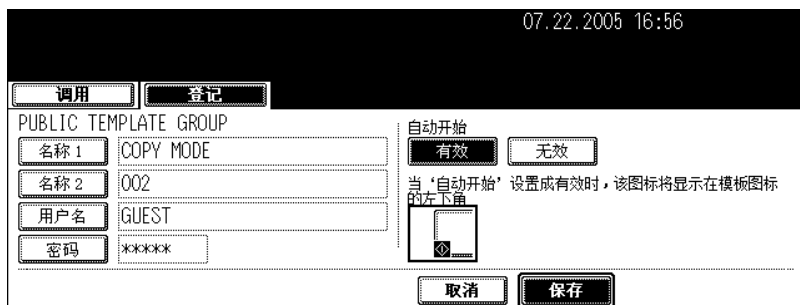 07.22.2005 16:56
调用 登记
PUBLIC TEMPLATE GROUP
名称1 COPY MODE
名称2 002
用户名 GUEST
密码 *****
自动开始
有效 无效
当‘自动开始’设置成有效时，该图标将显示在模板图标
的左下角
取消 保存